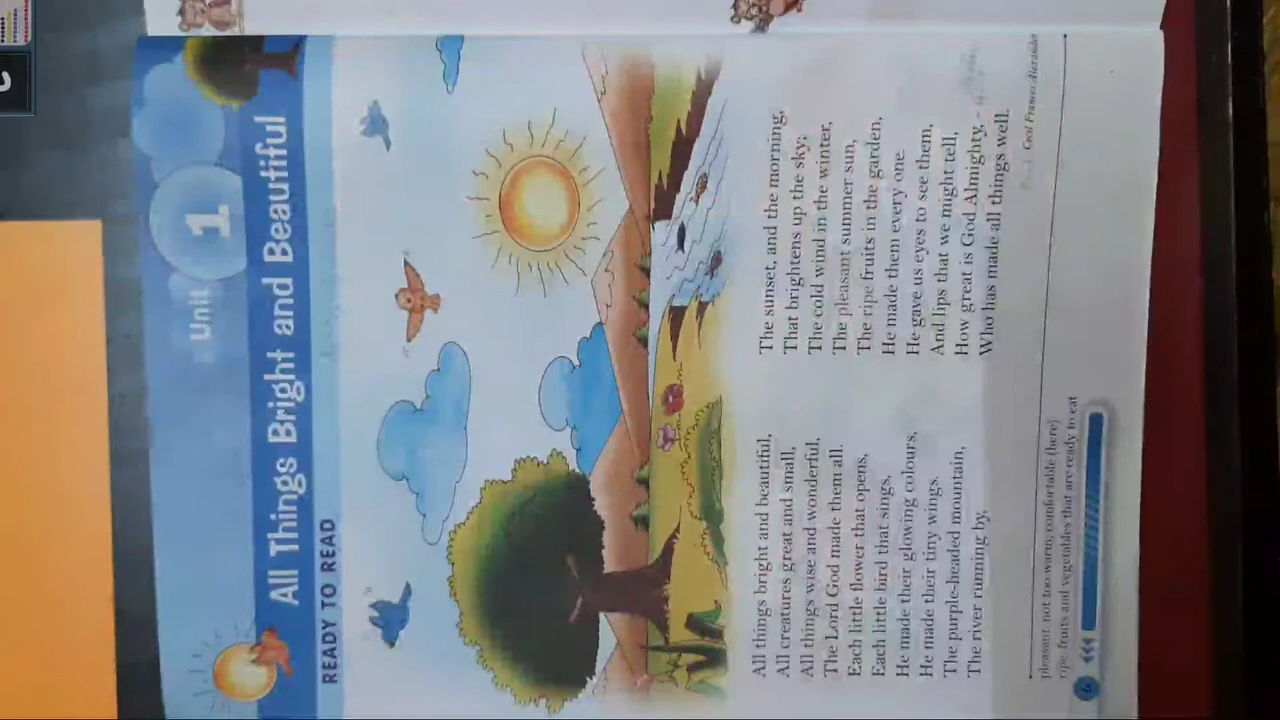 Unit 1
All Things Bright and Beautiful
READY TO READ
All things bright and beautiful,
All creatures great and small,
All things wise and wonderful,
The Lord God made them all.
Each little flower that opens,
Each little bird that sings,
He made their glowing colours,
He made their tiny wings.
The purple-headed mountain,
The river running by,
The sunset, and the morning,
That brightens up the sky;
The cold wind in the winter,
The pleasant summer sun,
The ripe fruits in the garden,
He made them every one.
He gave us eyes to see them,
And lips that we might tell,
How great is God Almighty,
Who has made all things well.
Frances Alexander
pleasant not too warm; comfortable (here)
ripe fruits and vegetables that are ready to eat
6